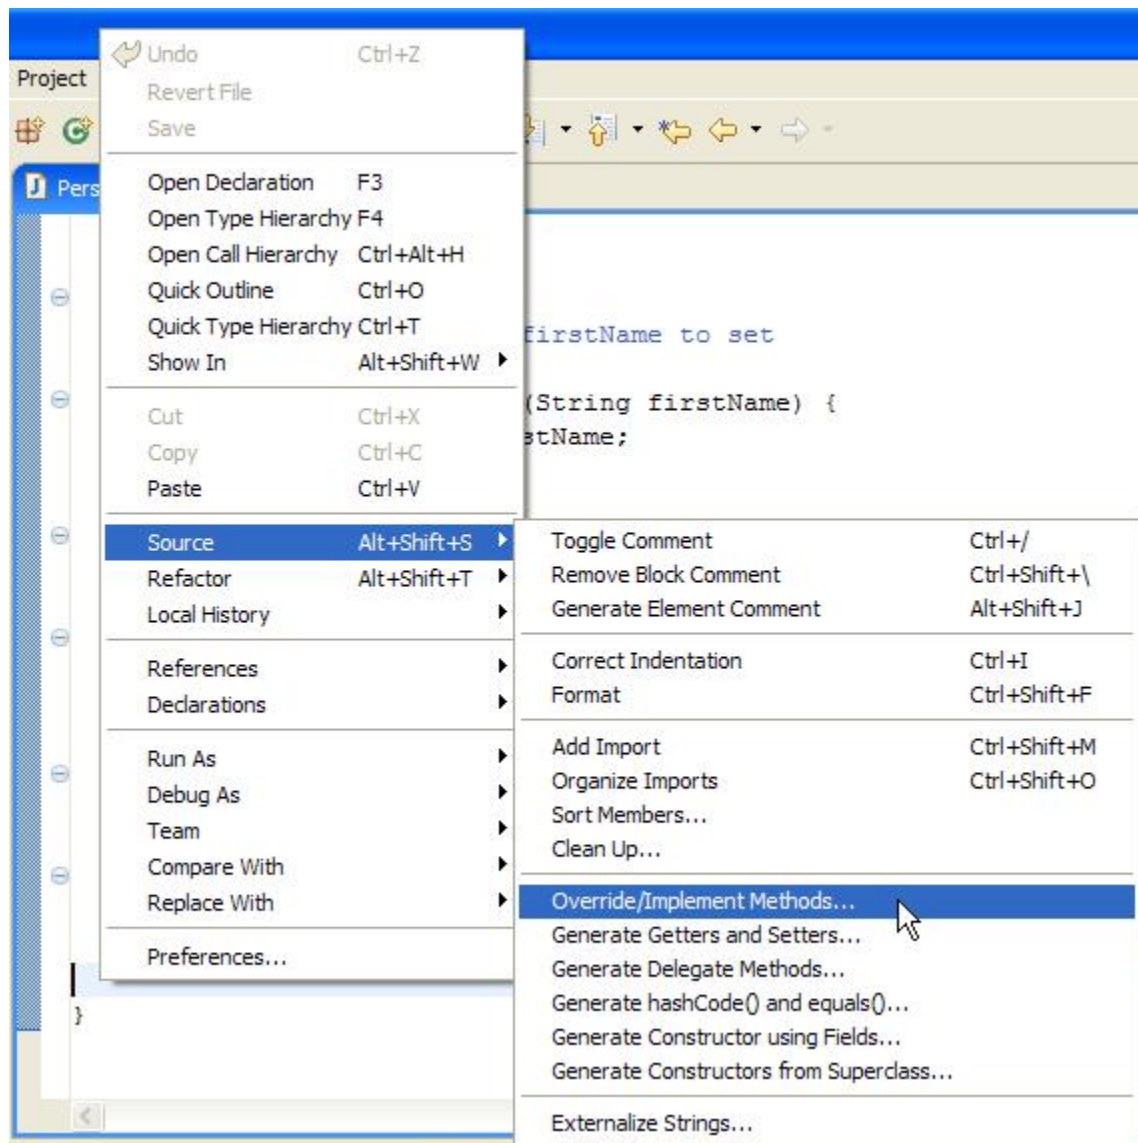 Project
Pers
Undo Ctrl+Z
Revert File
Save
Open Declaration F3
Open Type Hierarchy F4
Open Call Hierarchy Ctrl+Alt+H
Quick Outline Ctrl+O
Quick Type Hierarchy Ctrl+T
Show In Alt+Shift+W
Cut Ctrl+X
Copy Ctrl+C
Paste Ctrl+V
Source Alt+Shift+S
Refactor Alt+Shift+T
Local History
References
Declarations
Run As
Debug As
Team
Compare With
Replace With
Preferences...
firstName to set
(String firstName) {
stName;
}
Toggle Comment Ctrl+/
Remove Block Comment Ctrl+Shift+\
Generate Element Comment Alt+Shift+J
Correct Indentation Ctrl+I
Format Ctrl+Shift+F
Add Import Ctrl+Shift+M
Organize Imports Ctrl+Shift+O
Sort Members...
Clean Up...
Override/Implement Methods...
Generate Getters and Setters...
Generate Delegate Methods...
Generate hashCode() and equals()...
Generate Constructor using Fields...
Generate Constructors from Superclass...
Externalize Strings...